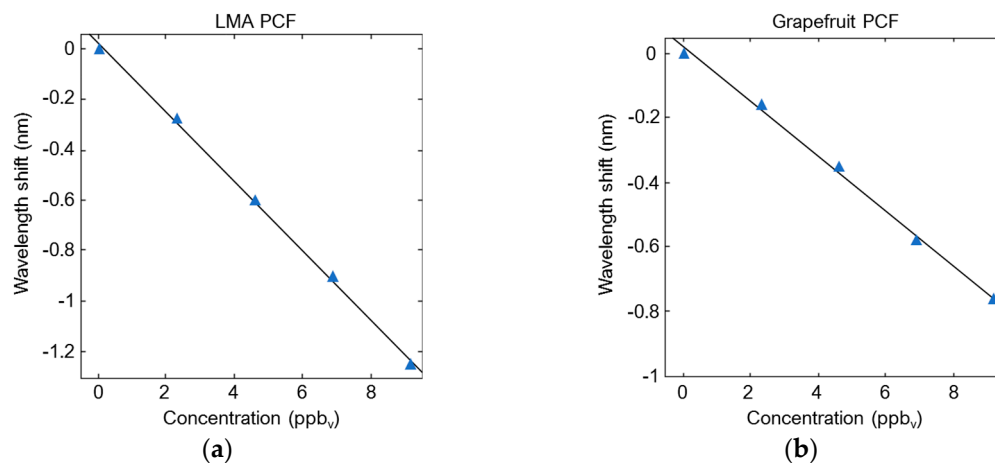 LMA PCF
0
-0.2
-0.4
-0.6
-0.8
-1
-1.2
Wavelength shift (nm)
0 2 4 6 8
Concentration (ppbv)
(a)
Grapefruit PCF
0
-0.2
-0.4
-0.6
-0.8
-1
Wavelength shift (nm)
0 2 4 6 8
Concentration (ppbv)
(b)